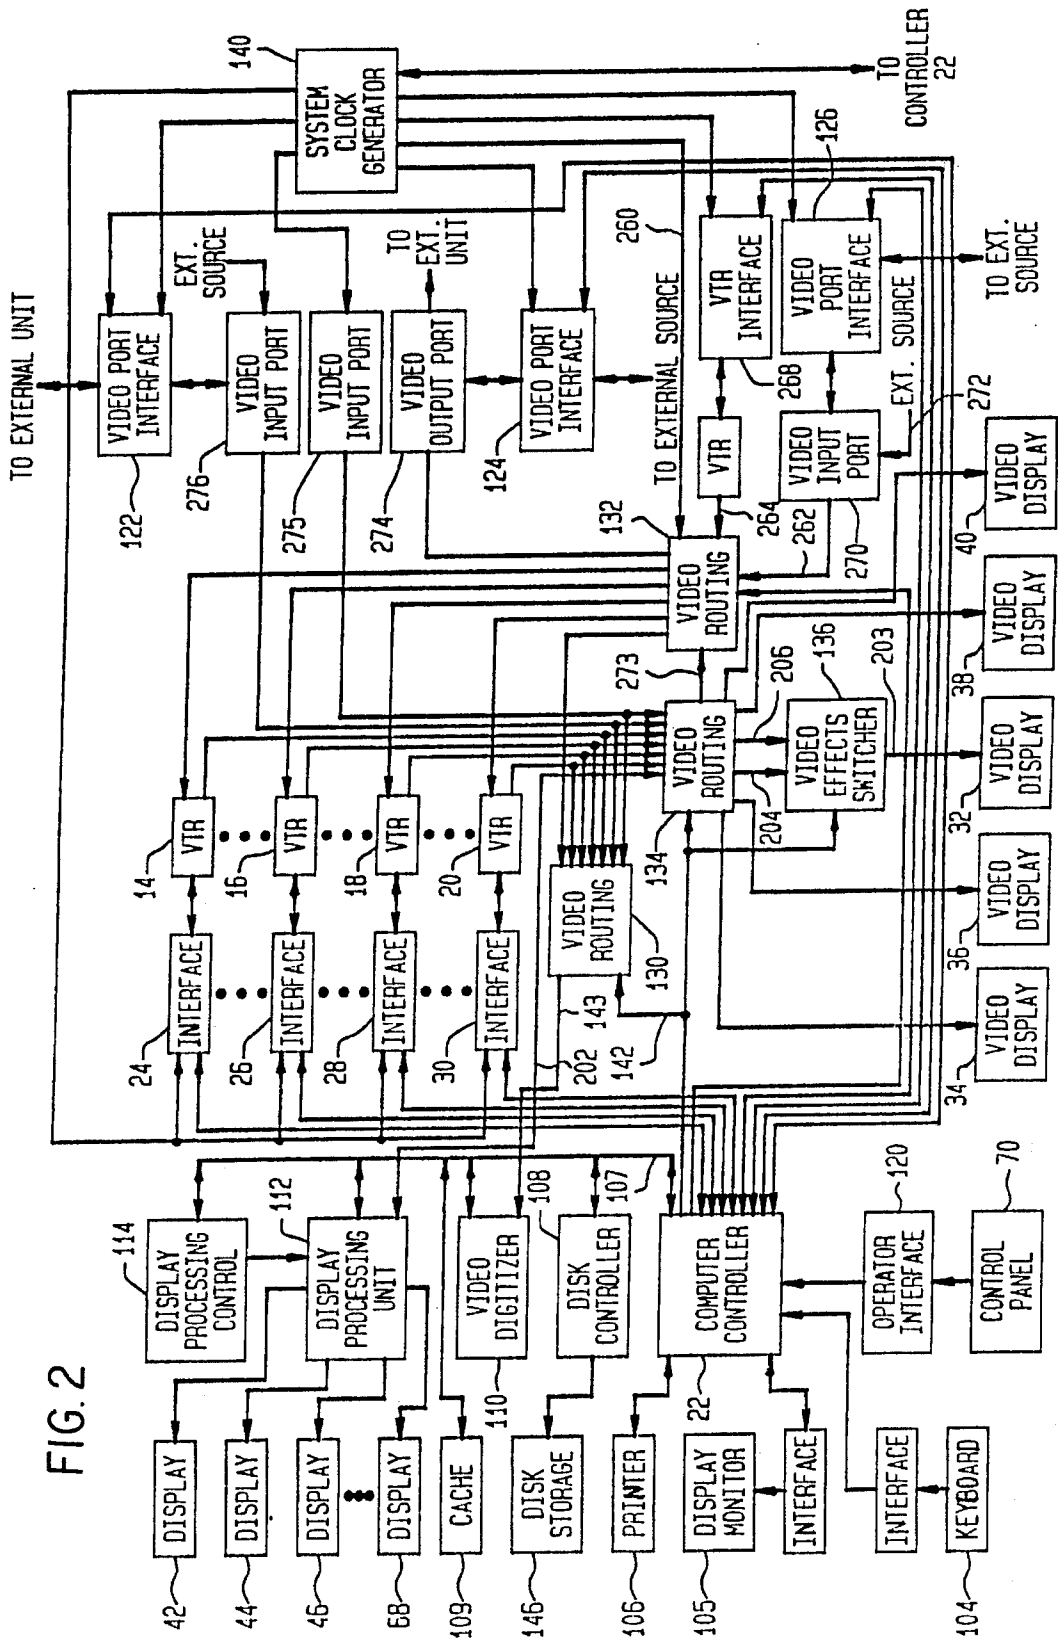 FIG. 2
42
DISPLAY
44
DISPLAY
46
DISPLAY
68
DISPLAY
109
CACHE
146
DISK
STORAGE
106
PRINTER
105
DISPLAY
MONITOR
INTERFACE
INTERFACE
104
KEYBOARD
114
DISPLAY
PROCESSING
CONTROL
112
DISPLAY
PROCESSING
UNIT
110
VIDEO
DIGITIZER
108
DISK
CONTROLLER
107
22
COMPUTER
CONTROLLER
120
OPERATOR
INTERFACE
70
CONTROL
PANEL
24
INTERFACE
26
INTERFACE
28
INTERFACE
30
INTERFACE
14
VTR
16
VTR
18
VTR
20
VTR
202
143
142
130
VIDEO
ROUTING
134
VIDEO
ROUTING
204
206
273
132
VIDEO
ROUTING
136
VIDEO
EFFECTS
SWITCHER
203
34
VIDEO
DISPLAY
36
VIDEO
DISPLAY
32
VIDEO
DISPLAY
38
VIDEO
DISPLAY
40
VIDEO
DISPLAY
TO EXTERNAL UNIT
122
VIDEO PORT
INTERFACE
276
VIDEO
INPUT PORT
EXT.
SOURCE
275
VIDEO
INPUT PORT
274
VIDEO
OUTPUT PORT
TO
EXT.
UNIT
124
VIDEO PORT
INTERFACE
TO EXTERNAL SOURCE
260
264
VTR
268
VTR
INTERFACE
262
270
VIDEO
INPUT
PORT
EXT. SOURCE
272
126
VIDEO
PORT
INTERFACE
TO EXT.
SOURCE
140
SYSTEM
CLOCK
GENERATOR
TO
CONTROLLER
22